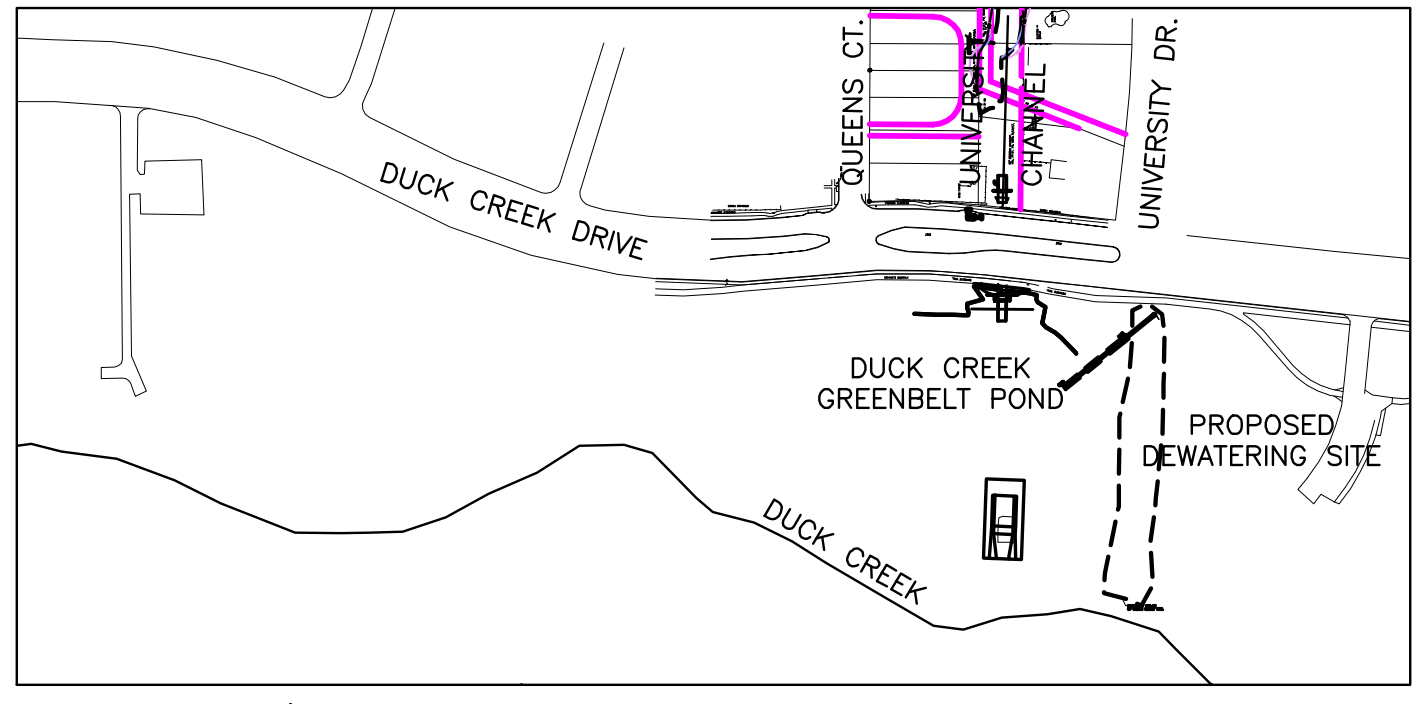 QUEENS CT.
UNIVERSITY
CHANNEL
UNIVERSITY DR.
DUCK CREEK DRIVE
DUCK CREEK
GREENBELT POND
PROPOSED
DEWATERING SITE
DUCK CREEK